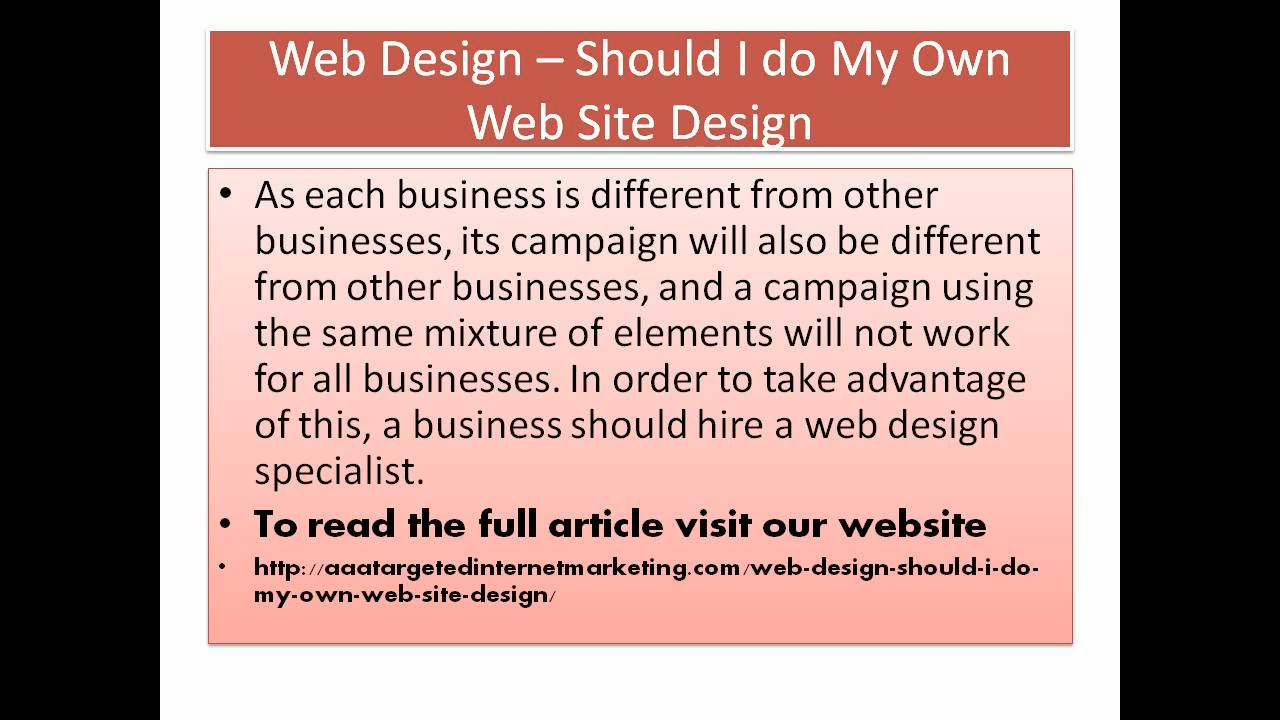 Web Design – Should I do My Own
Web Site Design
• As each business is different from other
businesses, its campaign will also be different
from other businesses, and a campaign using
the same mixture of elements will not work
for all businesses. In order to take advantage
of this, a business should hire a web design
specialist.
• To read the full article visit our website
• http://aaatargetedinternetmarketing.com/web-design-should-i-do-
my-own-web-site-design/